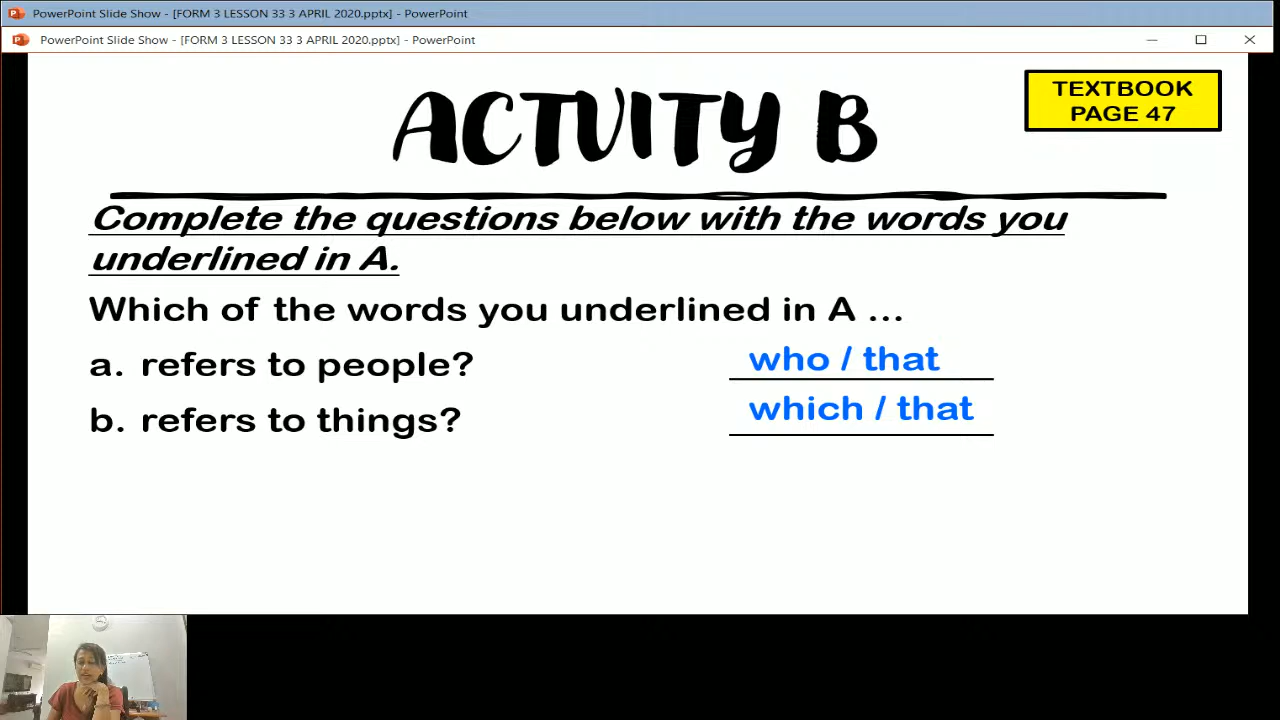 PowerPoint Slide Show - [FORM 3 LESSON 33 3 APRIL 2020.pptx] - PowerPoint
PowerPoint Slide Show - [FORM 3 LESSON 33 3 APRIL 2020.pptx] - PowerPoint
ACTVITY B
TEXTBOOK
PAGE 47
Complete the questions below with the words you
underlined in A.
Which of the words you underlined in A ...
a. refers to people? who / that
b. refers to things? which / that